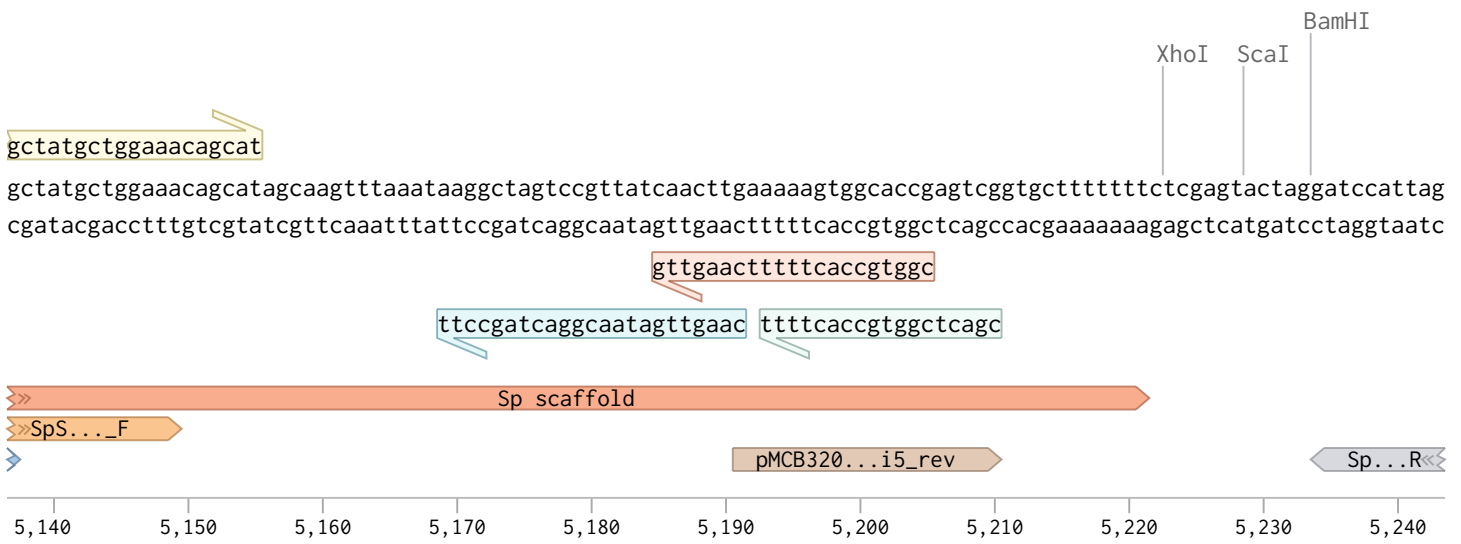 BamHI
XhoI ScaI
gctatgctggaaacagcat
gctatgctggaaacagcatagcaagtttaaataaggctagtccgttatcaacttgaaaaagtggcaccgagtcggtgcttttttttctcgagtactaggatccattag
cgatacgacctttgtcgtatcgttcaaatttattccgatcaggcaatagttgaactttttcaccgtggctcagccacgaaaaaaagagctcatgatcctaggtaatc
gttgaactttttcaccgtggc
ttccgatcaggcaatagttgaac ttttcaccgtggctcagc
Sp scaffold
SpS..._F
pMCB320...i5_rev Sp...R
5,140 5,150 5,160 5,170 5,180 5,190 5,200 5,210 5,220 5,230 5,240